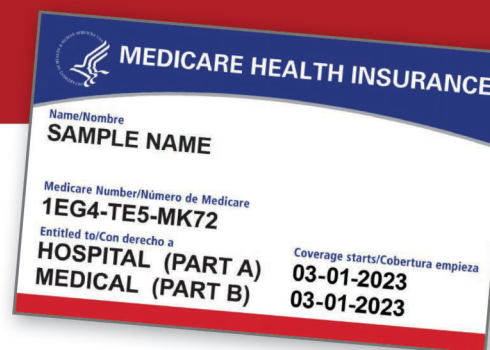 MEDICARE HEALTH INSURANCE
Name/Nombre
SAMPLE NAME
Medicare Number/Número de Medicare
1EG4-TE5-MK72
Entitled to/Con derecho a
HOSPITAL (PART A)
MEDICAL (PART B)
Coverage starts/Cobertura empieza
03-01-2023
03-01-2023